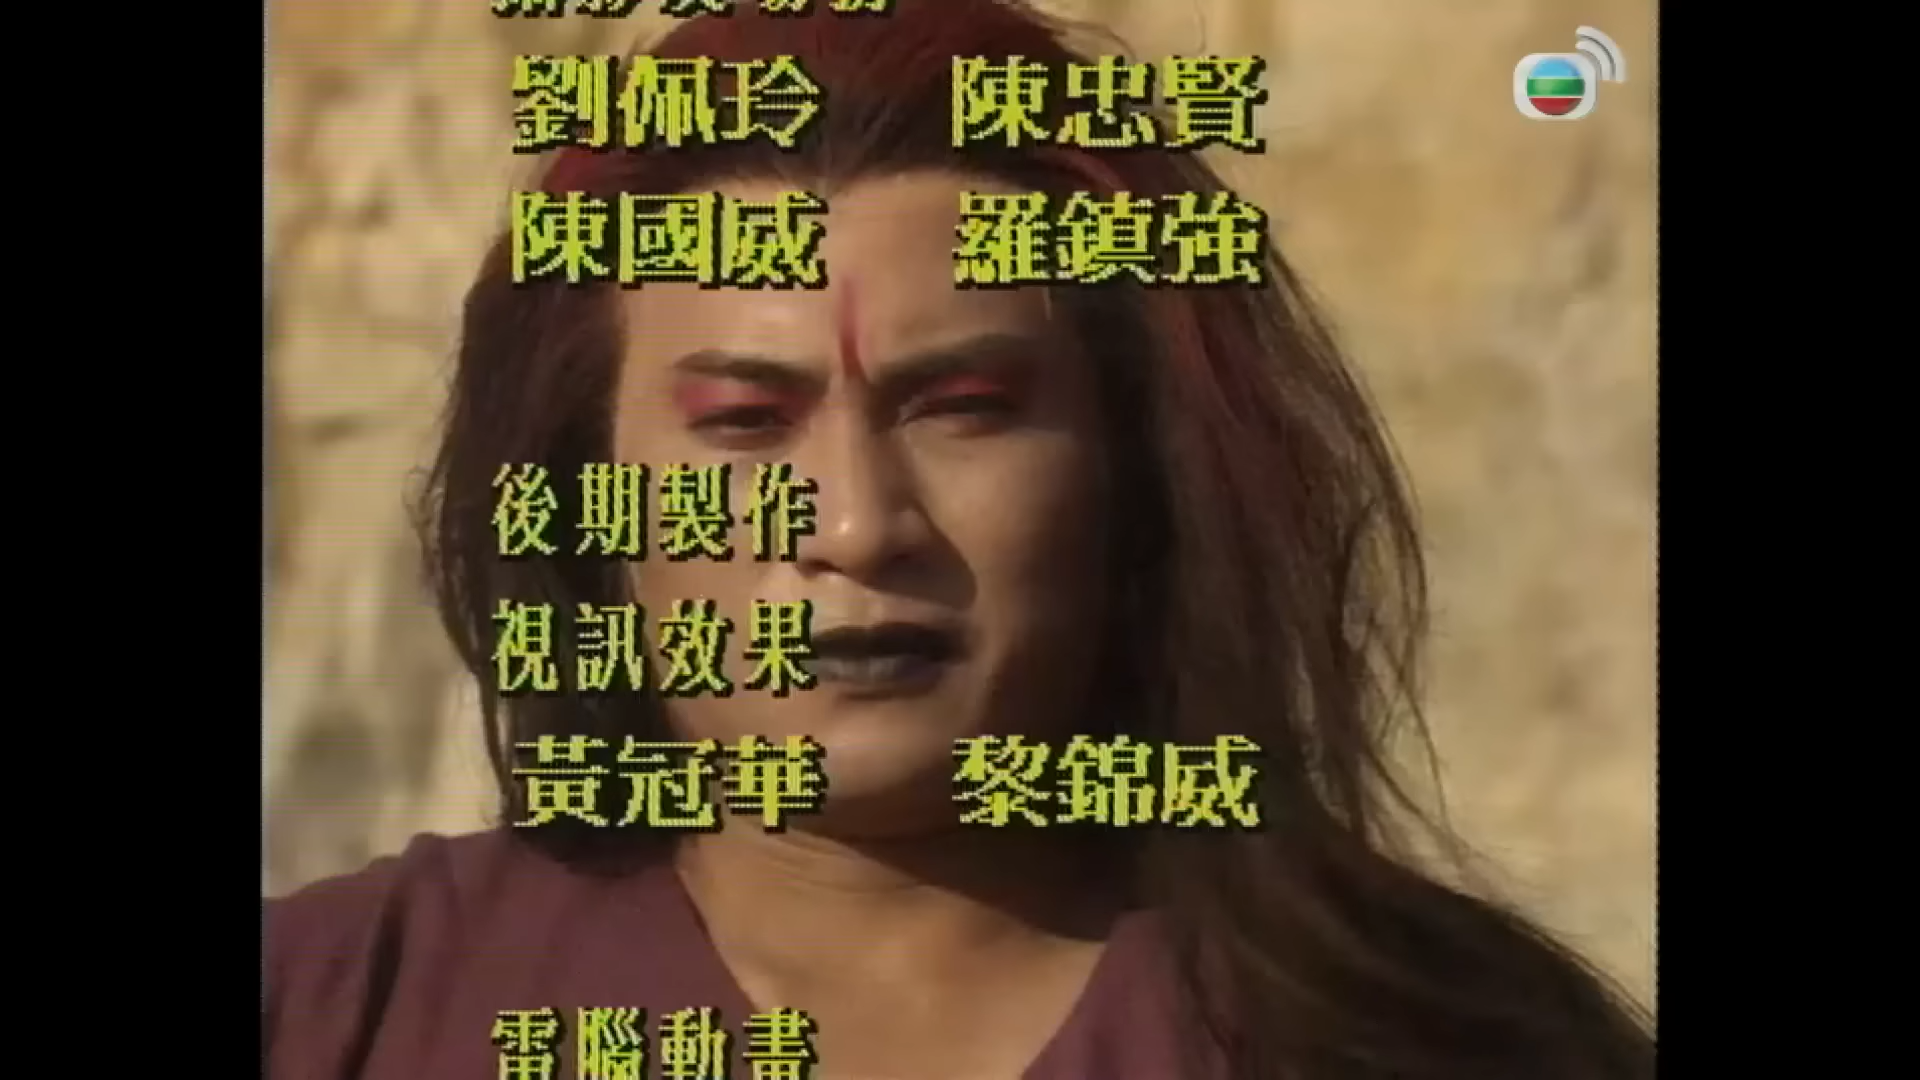 劉佩玲 陳忠賢
陳國威 羅鎮強
後期製作
視訊效果
黃冠華 黎錦威
電腦動畫